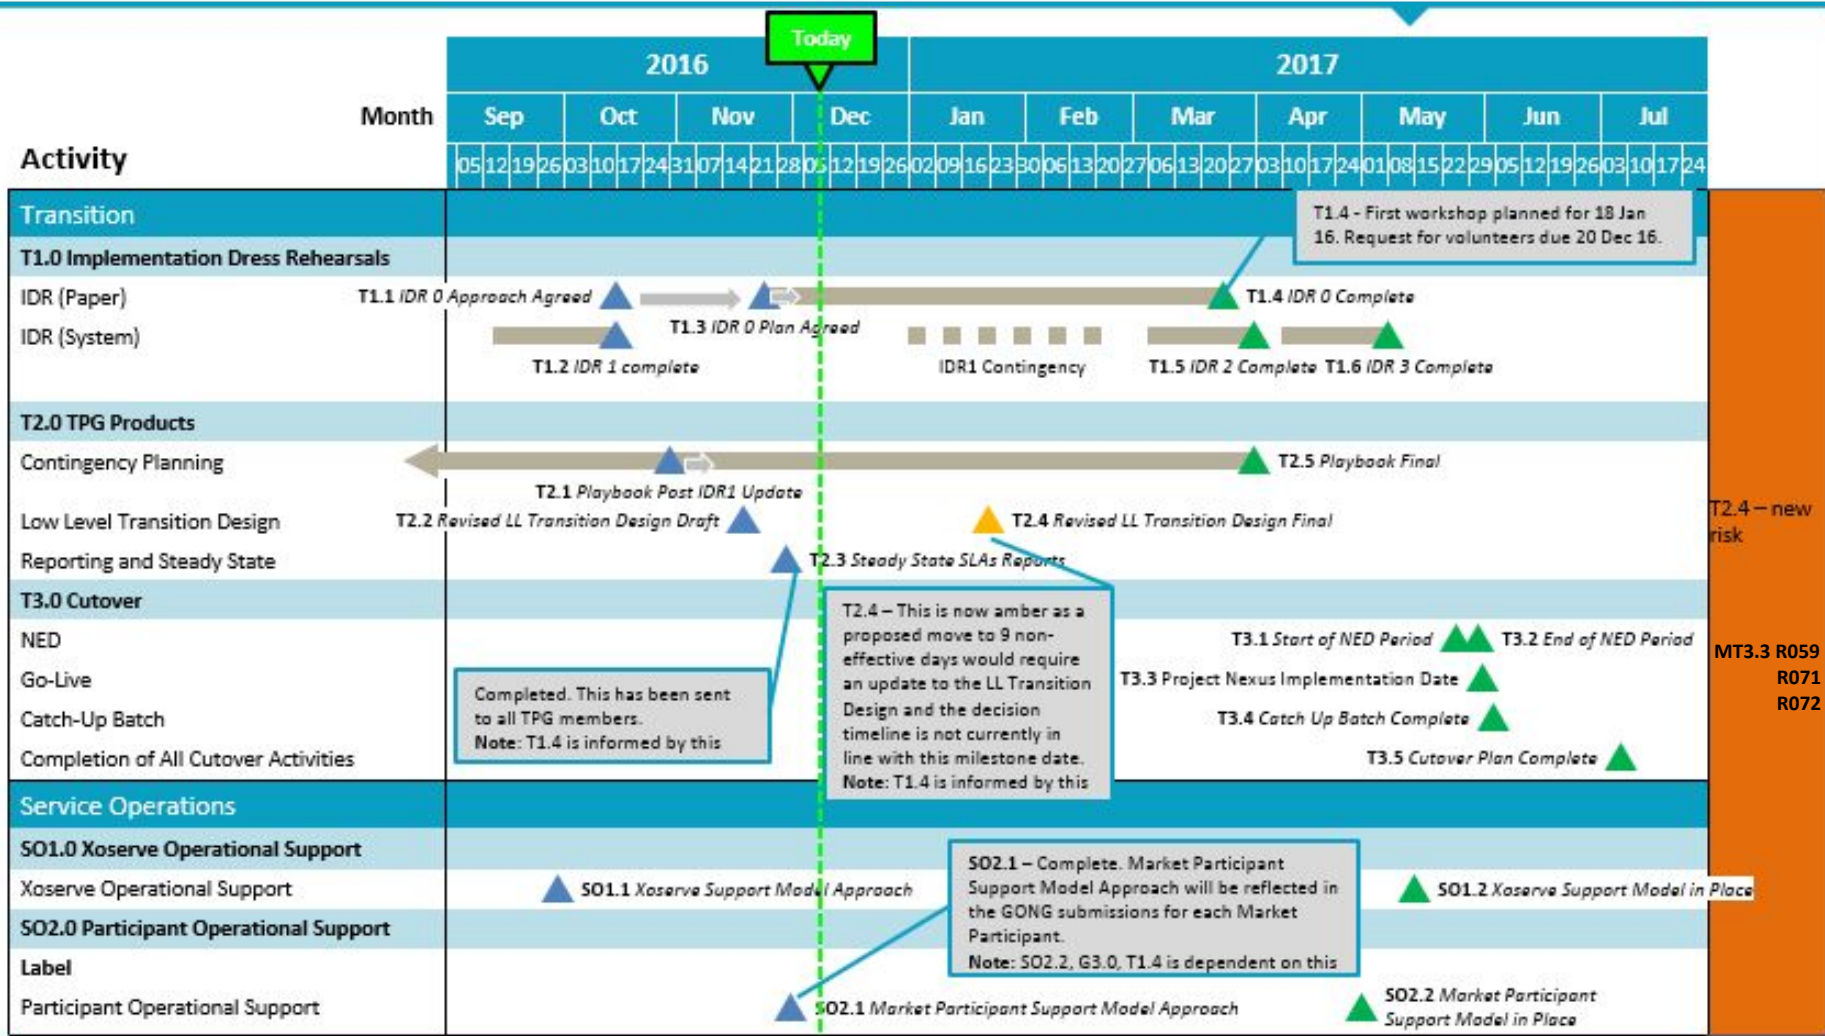 Today
2016
2017
Month
Sep
Oct
Nov
Dec
Jan
Feb
Mar
Apr
May
Jun
Jul
Activity
05 12 19 26 03 10 17 24 31 07 14 21 28 05 12 19 26 02 09 16 23 30 06 13 20 27 06 13 20 27 03 10 17 24 01 08 15 22 29 05 12 19 26 03 10 17 24
Transition
T1.4 - First workshop planned for 18 Jan
16. Request for volunteers due 20 Dec 16.
T1.0 Implementation Dress Rehearsals
IDR (Paper)
T1.1 IDR 0 Approach Agreed
T1.4 IDR 0 Complete
T1.3 IDR 0 Plan Agreed
IDR (System)
T1.2 IDR 1 complete
IDR1 Contingency
T1.5 IDR 2 Complete
T1.6 IDR 3 Complete
T2.0 TPG Products
Contingency Planning
T2.5 Playbook Final
T2.1 Playbook Post IDR1 Update
Low Level Transition Design
T2.2 Revised LL Transition Design Draft
T2.4 Revised LL Transition Design Final
T2.4 – new
risk
Reporting and Steady State
T2.3 Steady State SLAs Reports
T3.0 Cutover
T2.4 – This is now amber as a
proposed move to 9 non-
effective days would require
an update to the LL Transition
Design and the decision
timeline is not currently in
line with this milestone date.
Note: T1.4 is informed by this
NED
T3.1 Start of NED Period
T3.2 End of NED Period
MT3.3 R059
R071
R072
Go-Live
Completed. This has been sent
to all TPG members.
Note: T1.4 is informed by this
T3.3 Project Nexus Implementation Date
Catch-Up Batch
T3.4 Catch Up Batch Complete
Completion of All Cutover Activities
T3.5 Cutover Plan Complete
Service Operations
SO1.0 Xoserve Operational Support
SO2.1 – Complete. Market Participant
Support Model Approach will be reflected in
the GONG submissions for each Market
Participant.
Note: SO2.2, G3.0, T1.4 is dependent on this
Xoserve Operational Support
SO1.1 Xoserve Support Model Approach
SO1.2 Xoserve Support Model in Place
SO2.0 Participant Operational Support
Label
Participant Operational Support
SO2.1 Market Participant Support Model Approach
SO2.2 Market Participant
Support Model in Place